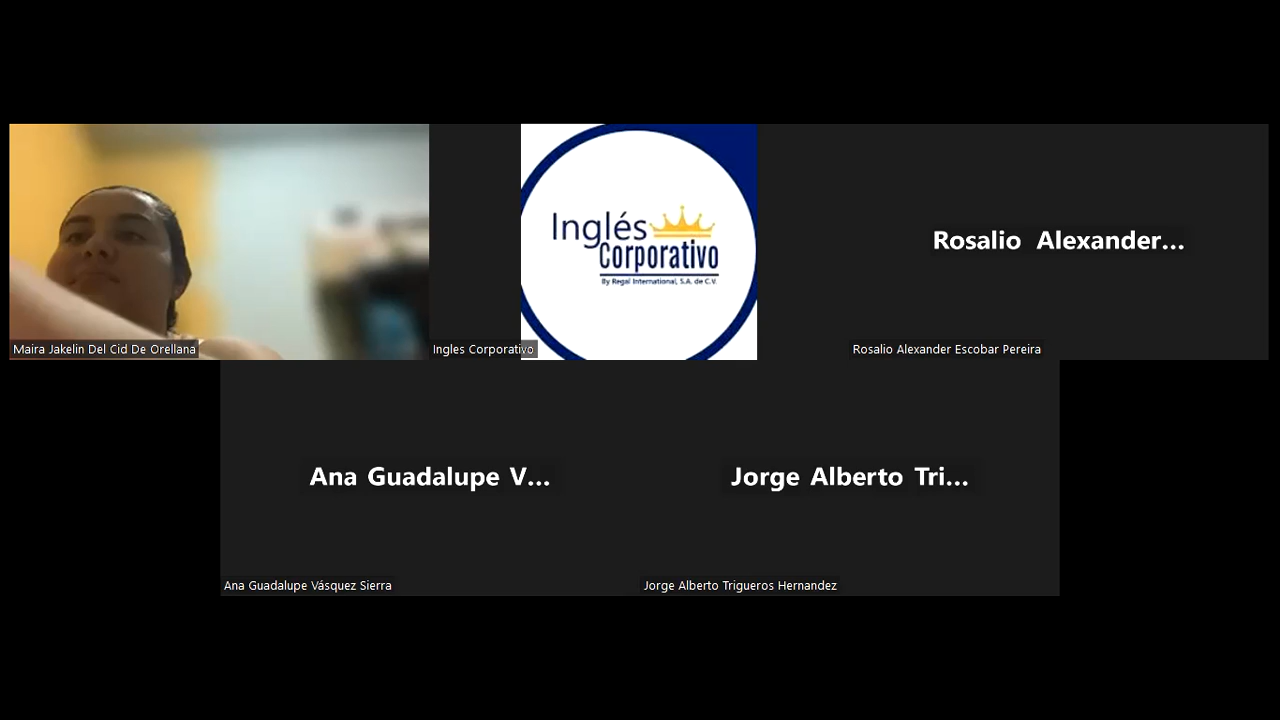 Inglés
Corporativo
By Regal International, S.A. de C.V.
Rosalio Alexander...
Maira Jakelin Del Cid De Orellana
Ingles Corporativo
Rosalio Alexander Escobar Pereira
Ana Guadalupe V...
Jorge Alberto Tri...
Ana Guadalupe Vásquez Sierra
Jorge Alberto Trigueros Hernandez